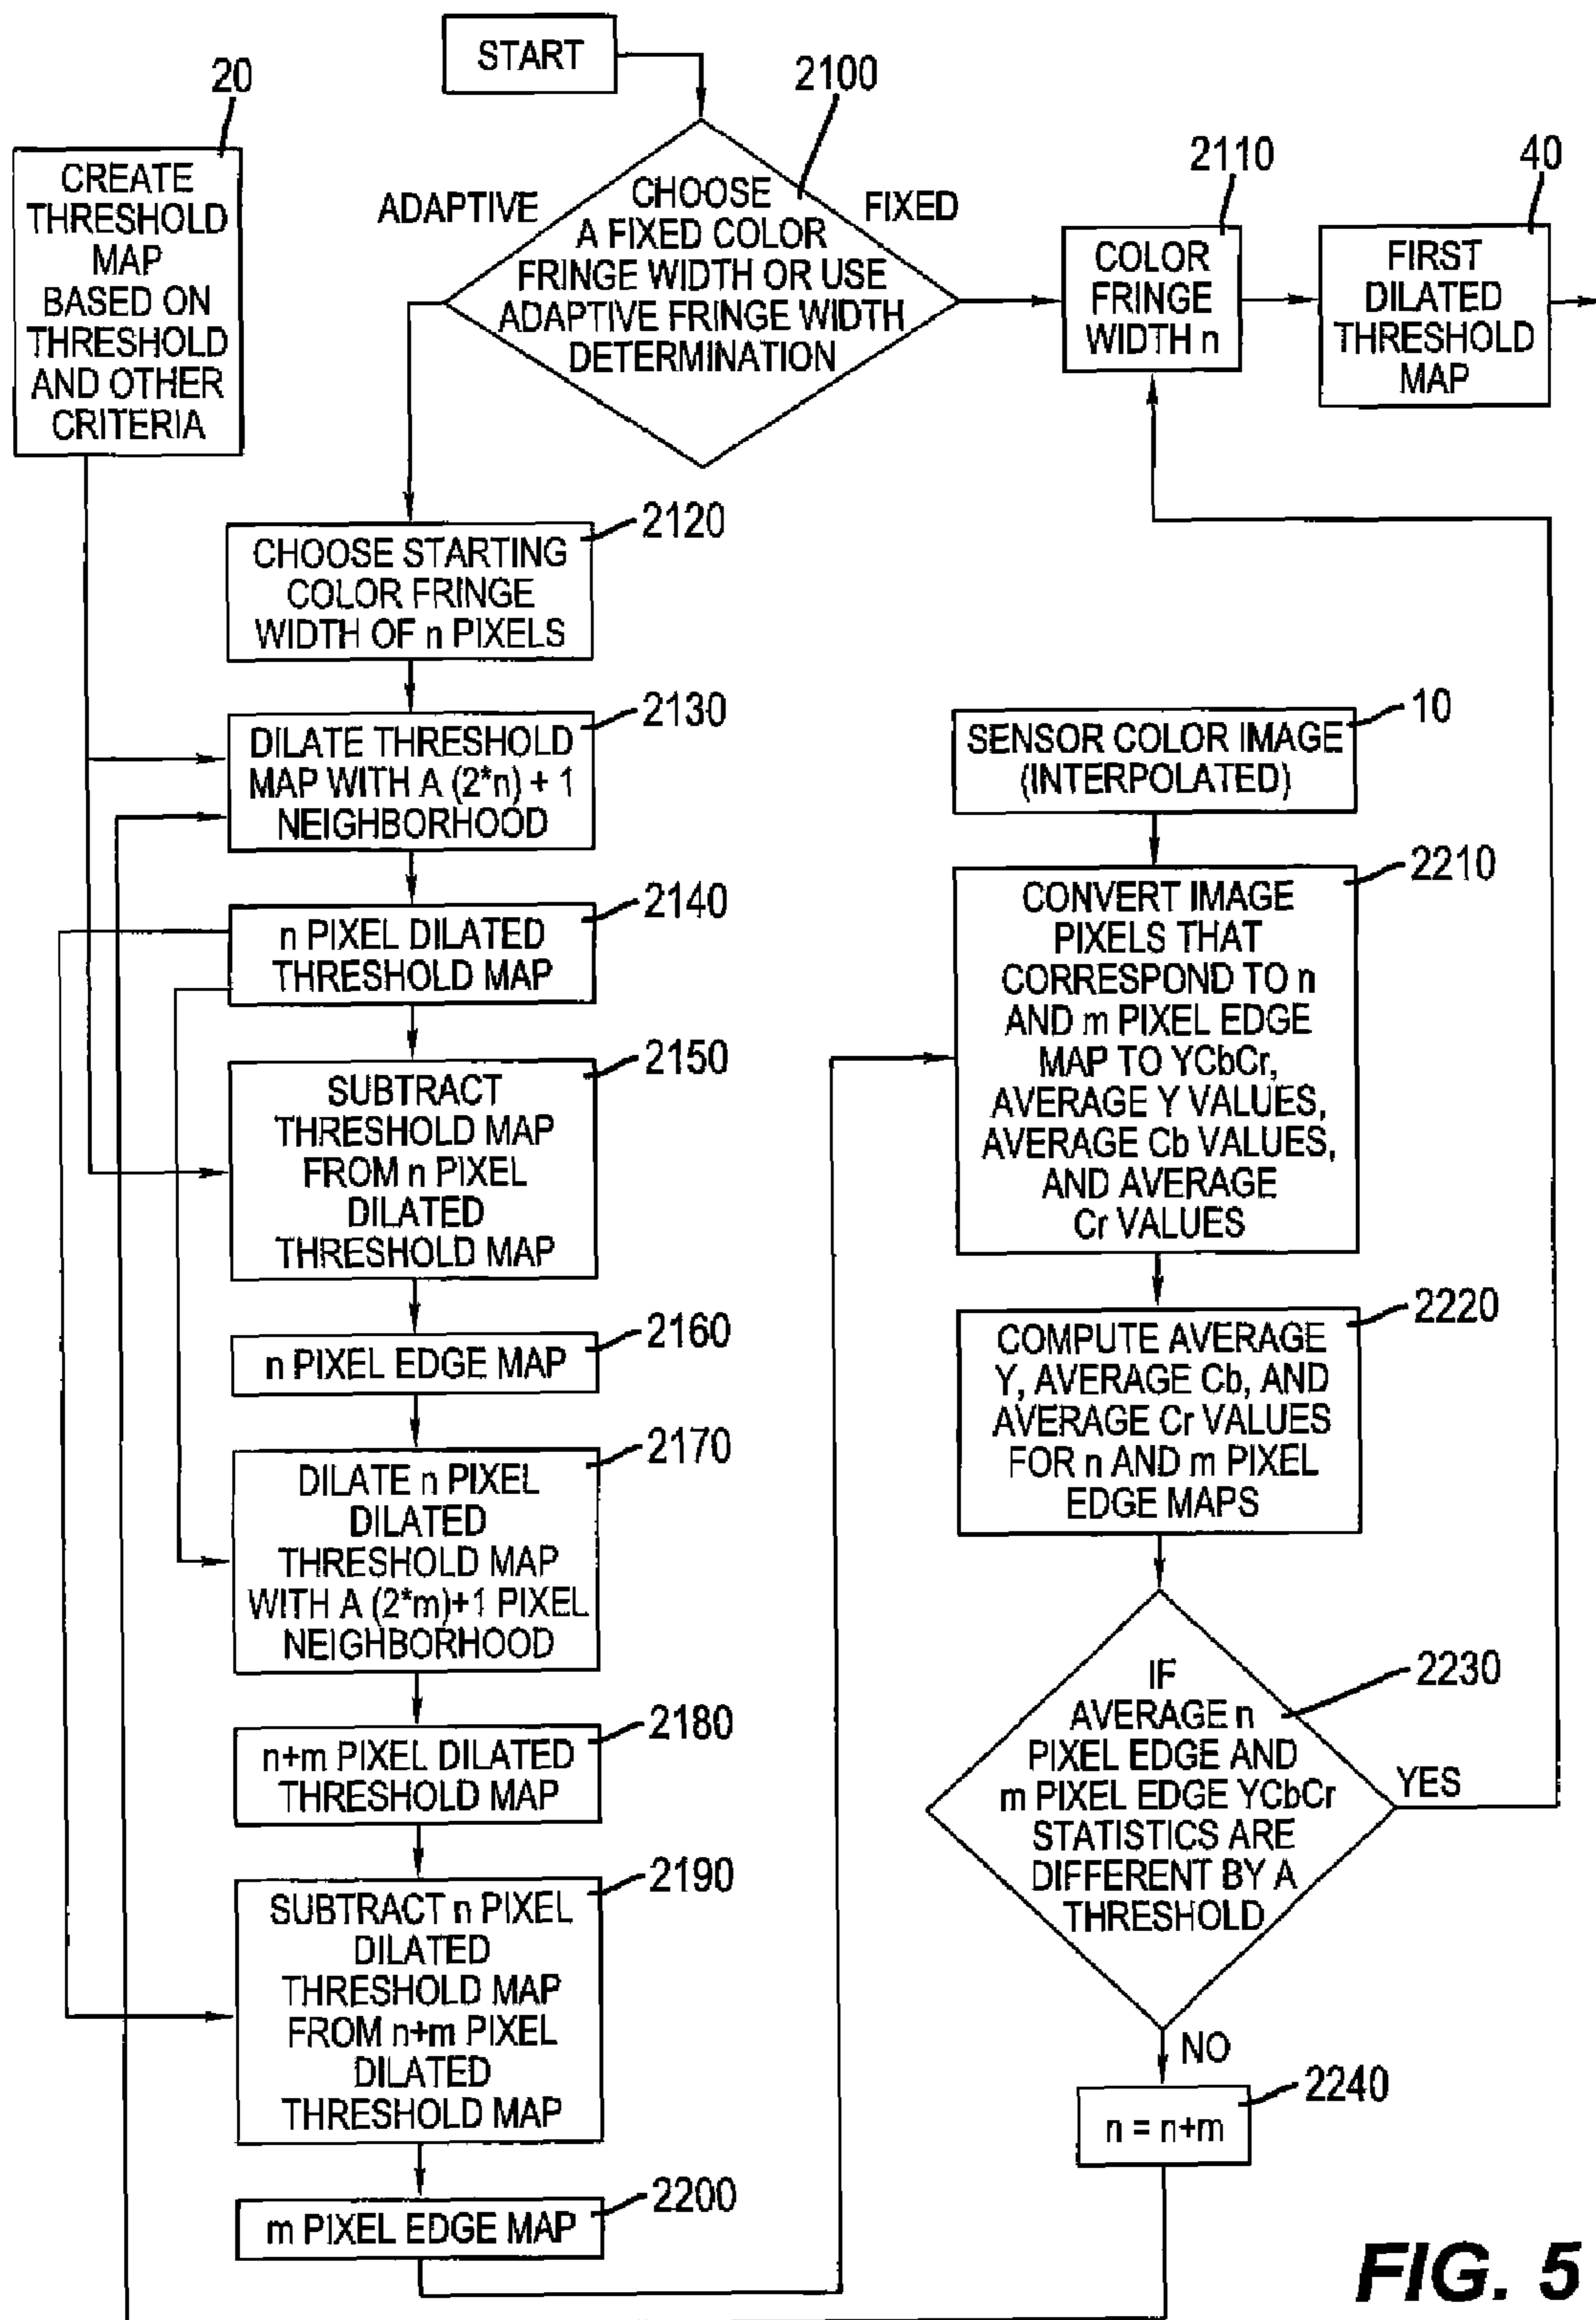 START
20
2100
CREATE
THRESHOLD
MAP
BASED ON
THRESHOLD
AND OTHER
CRITERIA
ADAPTIVE
CHOOSE
A FIXED COLOR
FRINGE WIDTH OR USE
ADAPTIVE FRINGE WIDTH
DETERMINATION
FIXED
2110
COLOR
FRINGE
WIDTH n
40
FIRST
DILATED
THRESHOLD
MAP
2120
CHOOSE STARTING
COLOR FRINGE
WIDTH OF n PIXELS
2130
DILATE THRESHOLD
MAP WITH A (2*n) + 1
NEIGHBORHOOD
2140
n PIXEL DILATED
THRESHOLD MAP
2150
SUBTRACT
THRESHOLD MAP
FROM n PIXEL
DILATED
THRESHOLD MAP
2160
n PIXEL EDGE MAP
2170
DILATE n PIXEL
DILATED
THRESHOLD MAP
WITH A (2*m)+1 PIXEL
NEIGHBORHOOD
2180
n+m PIXEL DILATED
THRESHOLD MAP
2190
SUBTRACT n PIXEL
DILATED
THRESHOLD MAP
FROM n+m PIXEL
DILATED
THRESHOLD MAP
2200
m PIXEL EDGE MAP
10
SENSOR COLOR IMAGE
(INTERPOLATED)
2210
CONVERT IMAGE
PIXELS THAT
CORRESPOND TO n
AND m PIXEL EDGE
MAP TO YCbCr,
AVERAGE Y VALUES,
AVERAGE Cb VALUES,
AND AVERAGE
Cr VALUES
2220
COMPUTE AVERAGE
Y, AVERAGE Cb, AND
AVERAGE Cr VALUES
FOR n AND m PIXEL
EDGE MAPS
2230
IF
AVERAGE n
PIXEL EDGE AND
m PIXEL EDGE YCbCr
STATISTICS ARE
DIFFERENT BY A
THRESHOLD
YES
NO
2240
n = n+m
FIG. 5